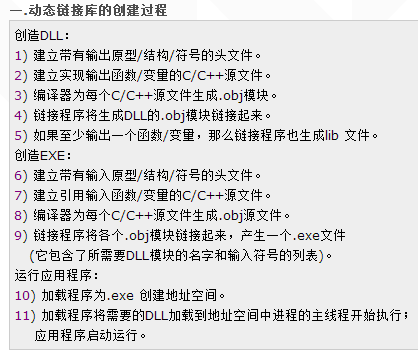 一.动态链接库的创建过程
创造DLL:
1) 建立带有输出原型/结构/符号的头文件。
2) 建立实现输出函数/变量的C/C++源文件。
3) 编译器为每个C/C++源文件生成.obj模块。
4) 链接程序将生成DLL的.obj模块链接起来。
5) 如果至少输出一个函数/变量，那么链接程序也生成lib 文件。
创造EXE:
6) 建立带有输入原型/结构/符号的头文件。
7) 建立引用输入函数/变量的C/C++源文件。
8) 编译器为每个C/C++源文件生成.obj源文件。
9) 链接程序将各个.obj模块链接起来，产生一个.exe文件
(它包含了所需要DLL模块的名字和输入符号的列表)。
运行应用程序:
10) 加载程序为.exe 创建地址空间。
11) 加载程序将需要的DLL加载到地址空间中进程的主线程开始执行；
应用程序启动运行。